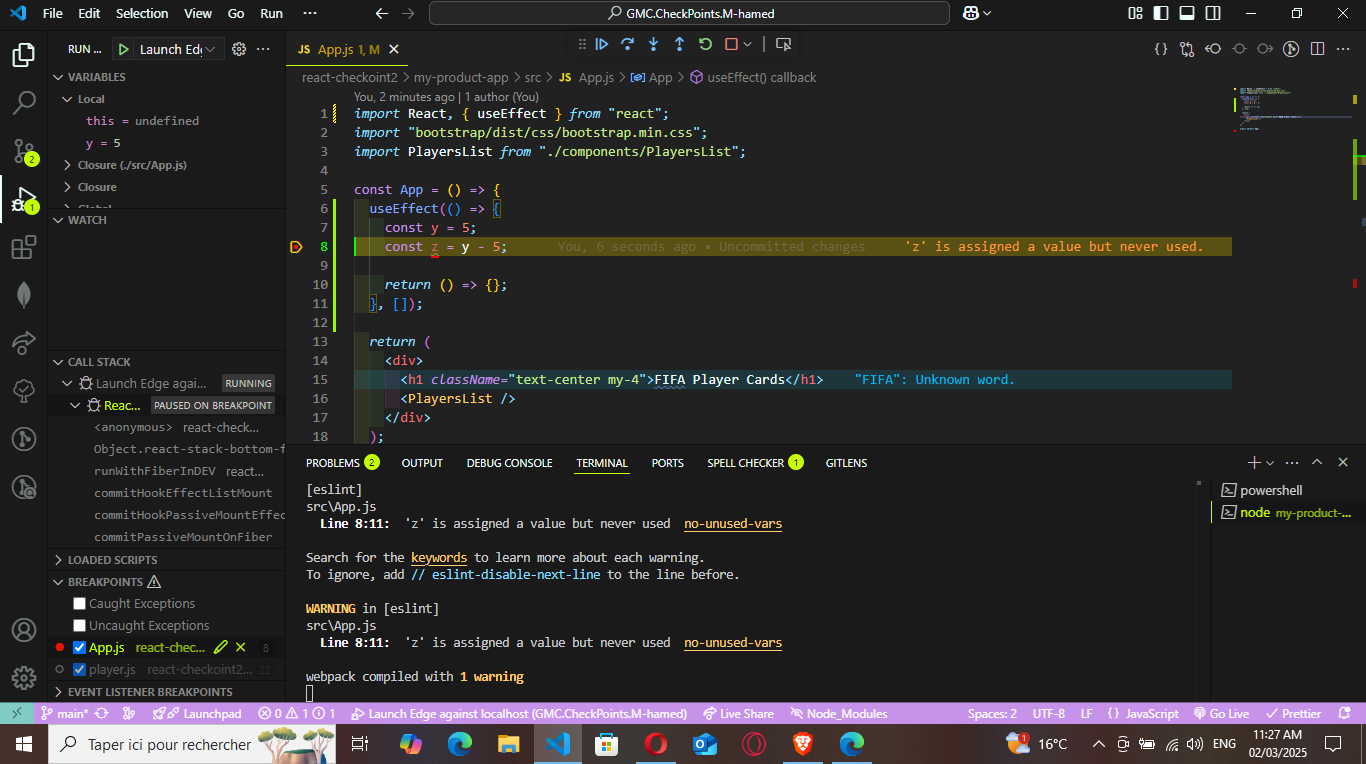 File Edit Selection View Go Run ··· GMC.CheckPoints.M-hamed
RUN ... Launch Ed
VARIABLES
Local
this = undefined
y = 5
Closure (./src/App.js)
Closure
Global
WATCH
CALL STACK
Launch Edge agai... RUNNING
Reac... PAUSED ON BREAKPOINT
<anonymous> react-check...
Object.react-stack-bottom-f
runWithFiberInDEV react...
commitHookEffectListMount
commitHookPassiveMountEffec
commitPassiveMountOnFiber
LOADED SCRIPTS
BREAKPOINTS
Caught Exceptions
Uncaught Exceptions
App.js react-chec... 8
player.js react-checkoint2... 22
EVENT LISTENER BREAKPOINTS
2
1
JS App.js 1, M
react-checkoint2 > my-product-app > src > JS App.js > App > useEffect() callback
You, 2 minutes ago | 1 author (You)
1 import React, { useEffect } from "react";
2 import "bootstrap/dist/css/bootstrap.min.css";
3 import PlayersList from "./components/PlayersList";
4
5 const App = () => {
6 useEffect(() => {
7 const y = 5;
8 const z = y - 5; You, 6 seconds ago • Uncommitted changes 'z' is assigned a value but never used.
9
10 return () => {};
11 }, []);
12
13 return (
14 <div>
15 <h1 className="text-center my-4">FIFA Player Cards</h1> "FIFA": Unknown word.
16 <PlayersList />
17 </div>
18 );
PROBLEMS 2 OUTPUT DEBUG CONSOLE TERMINAL PORTS SPELL CHECKER 1 GITLENS
[eslint]
src\App.js
Line 8:11: 'z' is assigned a value but never used no-unused-vars
Search for the keywords to learn more about each warning.
To ignore, add // eslint-disable-next-line to the line before.
WARNING in [eslint]
src\App.js
Line 8:11: 'z' is assigned a value but never used no-unused-vars
webpack compiled with 1 warning
powershell
node my-product-...
main* Launchpad 0 1 1 Launch Edge against localhost (GMC.CheckPoints.M-hamed) Live Share Node_Modules Spaces: 2 UTF-8 LF {} JavaScript Go Live Prettier
Taper ici pour rechercher 1 16°C ENG 11:27 AM
02/03/2025